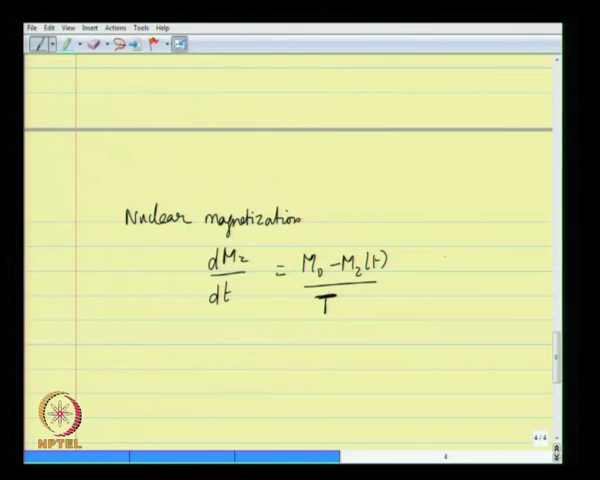 File Edit View Insert Actions Tools Help
Nuclear magnetization
dMz = M0 - Mz(t)
dt T
NPTEL
4/4
4